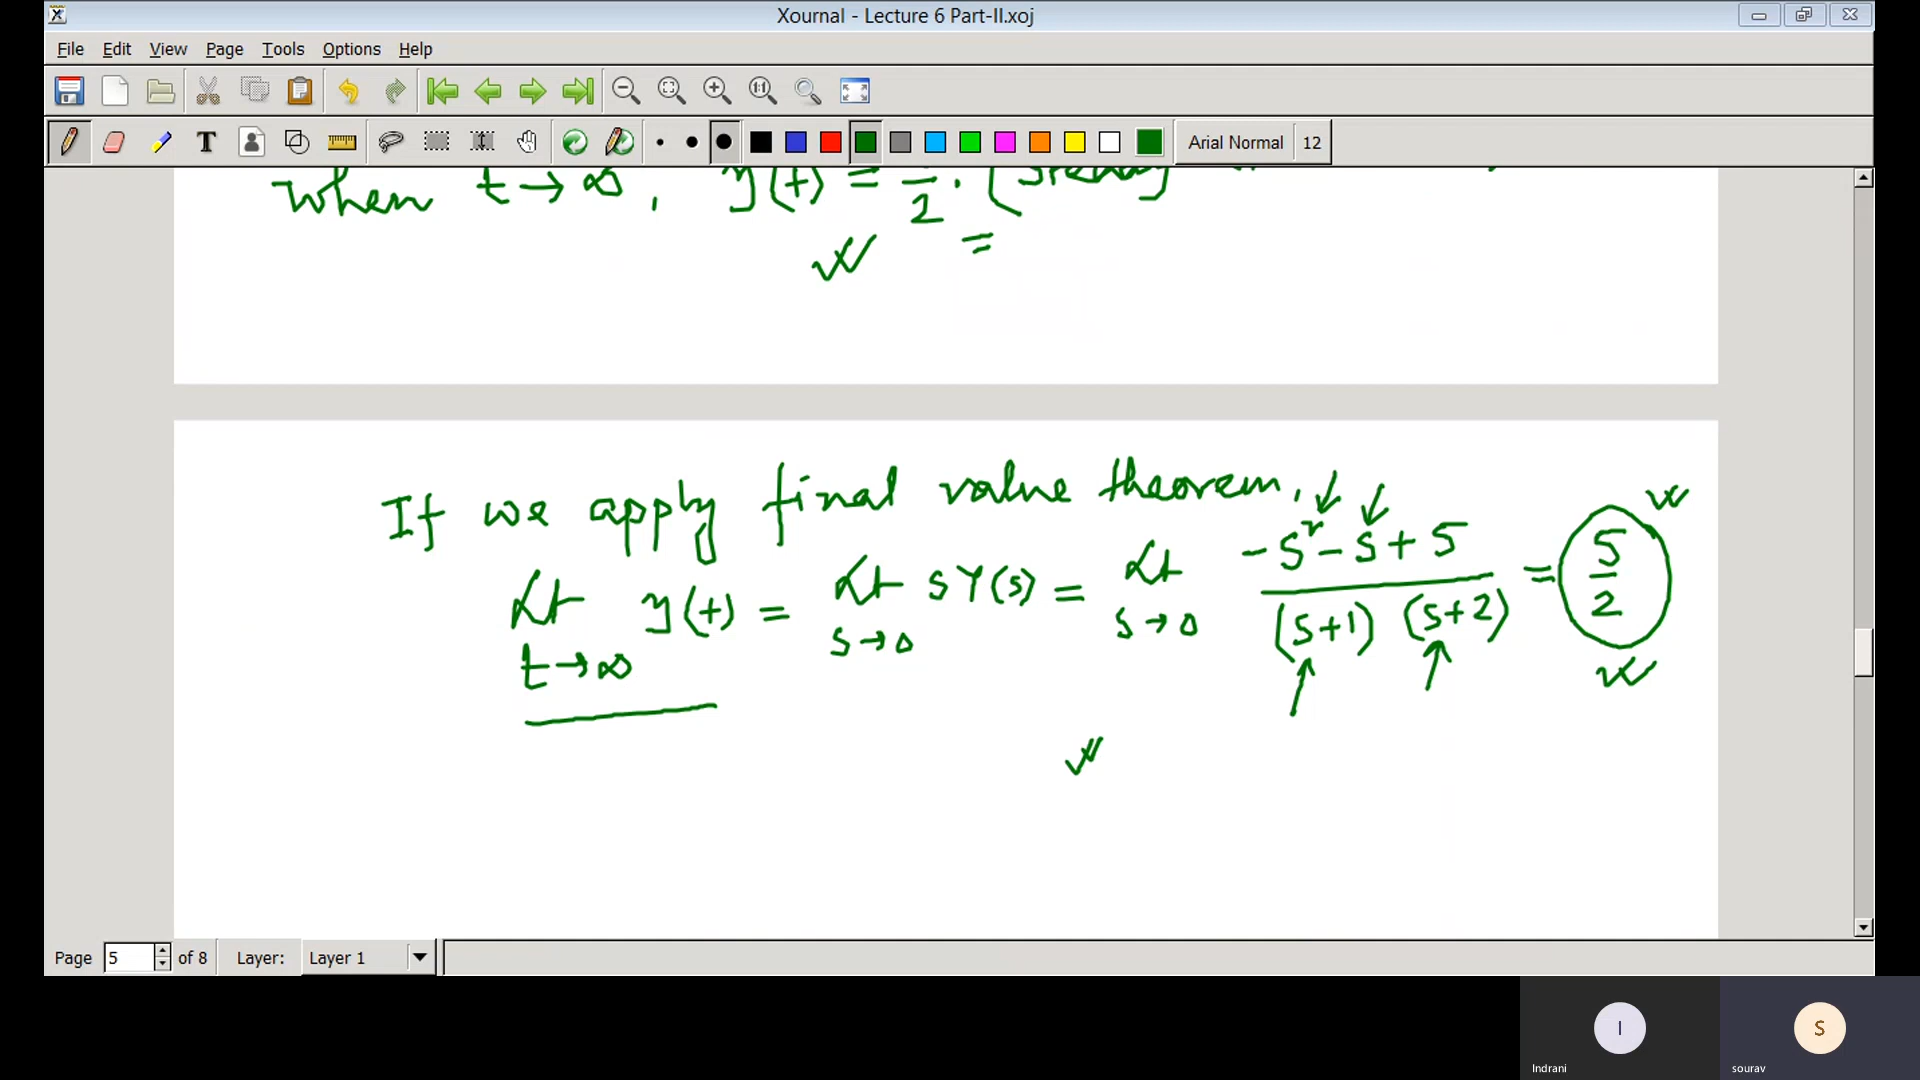 Xournal - Lecture 6 Part-II.xoj
File Edit View Page Tools Options Help
Arial Normal 12
when t → ∞, y(t) = /2 . (steady
=
If we apply final value theorem,
Lt t→∞ y(t) = Lt s→0 sY(s) = Lt s→0 (-s² - s + 5) / ((s+1)(s+2)) = 5/2
Page 5 of 8 Layer: Layer 1
I S
Indrani sourav